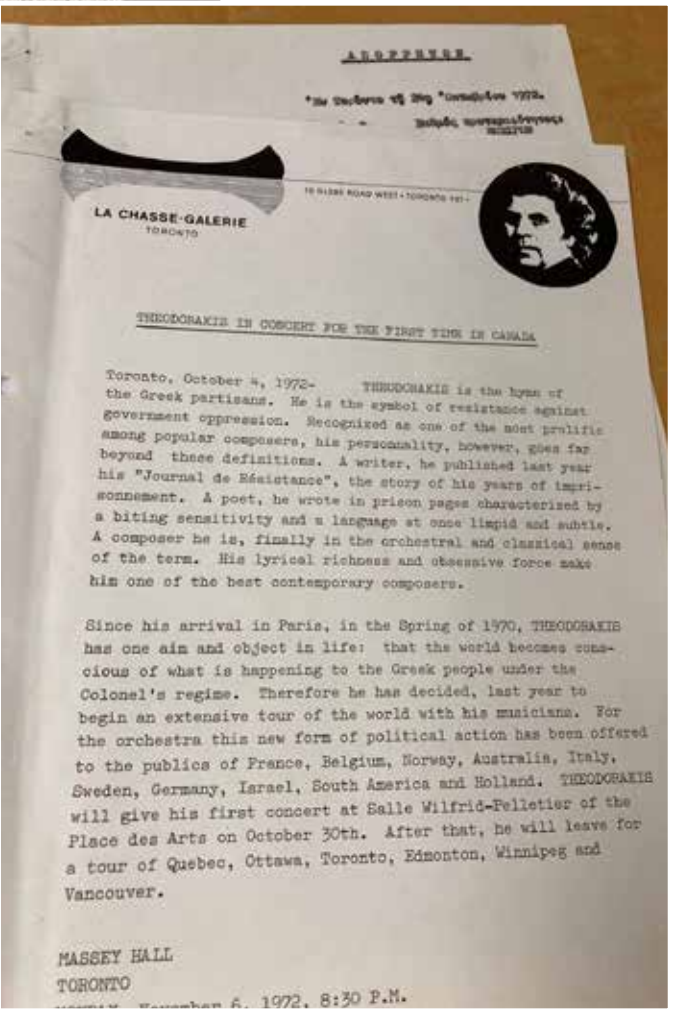 ΑΠΟΡΡΗΤΟΝ
1972.
LA CHASSE-GALERIE
TORONTO
15 GLEBE ROAD WEST • TORONTO
THEODORAKIS IN CONCERT FOR THE FIRST TIME IN CANADA
Toronto, October 4, 1972- THEODORAKIS is the hymn of
the Greek partisans. He is the symbol of resistance against
government oppression. Recognized as one of the most prolific
among popular composers, his personnality, however, goes far
beyond these definitions. A writer, he published last year
his "Journal de Résistance", the story of his years of impri-
sonnement. A poet, he wrote in prison pages characterized by
a biting sensitivity and a language at once limpid and subtle.
A composer he is, finally in the orchestral and classical sense
of the term. His lyrical richness and obsessive force make
him one of the best contemporary composers.
Since his arrival in Paris, in the Spring of 1970, THEODORAKIS
has one aim and object in life: that the world becomes cons-
cious of what is happening to the Greek people under the
Colonel's regime. Therefore he has decided, last year to
begin an extensive tour of the world with his musicians. For
the orchestra this new form of political action has been offered
to the publics of France, Belgium, Norway, Australia, Italy,
Sweden, Germany, Israel, South America and Holland. THEODORAKIS
will give his first concert at Salle Wilfrid-Pelletier of the
Place des Arts on October 30th. After that, he will leave for
a tour of Quebec, Ottawa, Toronto, Edmonton, Winnipeg and
Vancouver.
MASSEY HALL
TORONTO
MONDAY, November 6, 1972, 8:30 P.M.